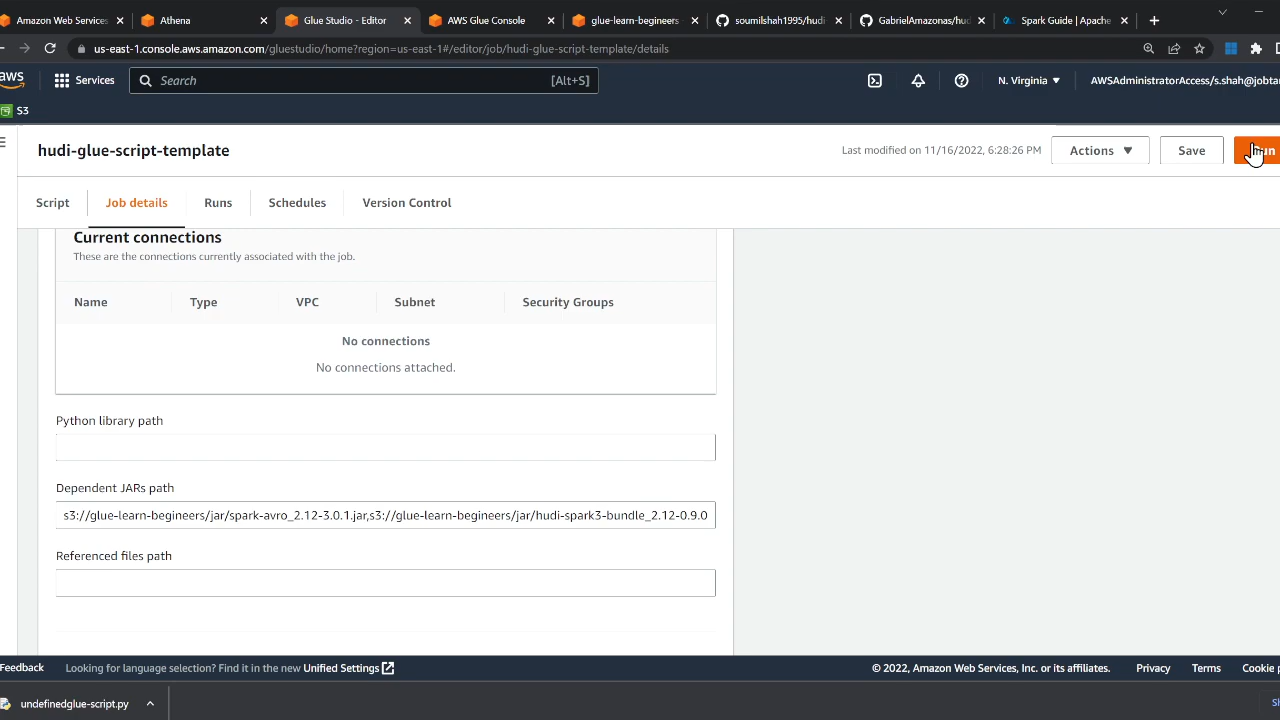 Amazon Web Services
Athena
Glue Studio - Editor
AWS Glue Console
glue-learn-begineers
soumilshah1995/hudi
GabrielAmazonas/hud
Spark Guide | Apache
us-east-1.console.aws.amazon.com/gluestudio/home?region=us-east-1#/editor/job/hudi-glue-script-template/details
aws
Services
Search
[Alt+S]
N. Virginia
AWSAdministratorAccess/s.shah@jobta
S3
hudi-glue-script-template
Last modified on 11/16/2022, 6:28:26 PM
Actions
Save
Script
Job details
Runs
Schedules
Version Control
Current connections
These are the connections currently associated with the job.
Name
Type
VPC
Subnet
Security Groups
No connections
No connections attached.
Python library path
Dependent JARs path
s3://glue-learn-begineers/jar/spark-avro_2.12-3.0.1.jar,s3://glue-learn-begineers/jar/hudi-spark3-bundle_2.12-0.9.0
Referenced files path
Feedback
Looking for language selection? Find it in the new Unified Settings
© 2022, Amazon Web Services, Inc. or its affiliates.
Privacy
Terms
Cookie
undefinedglue-script.py